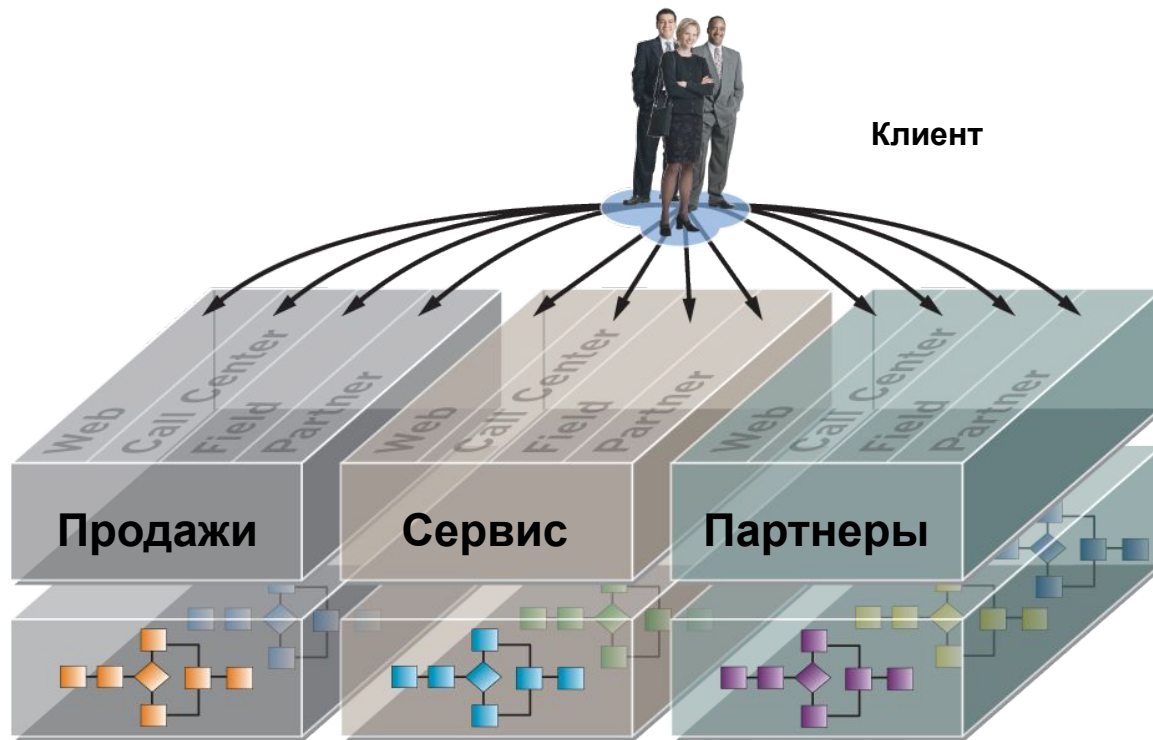 Клиент
Web
Call Center
Field
Partner
Web
Call Center
Field
Partner
Web
Call Center
Field
Partner
Продажи
Сервис
Партнеры